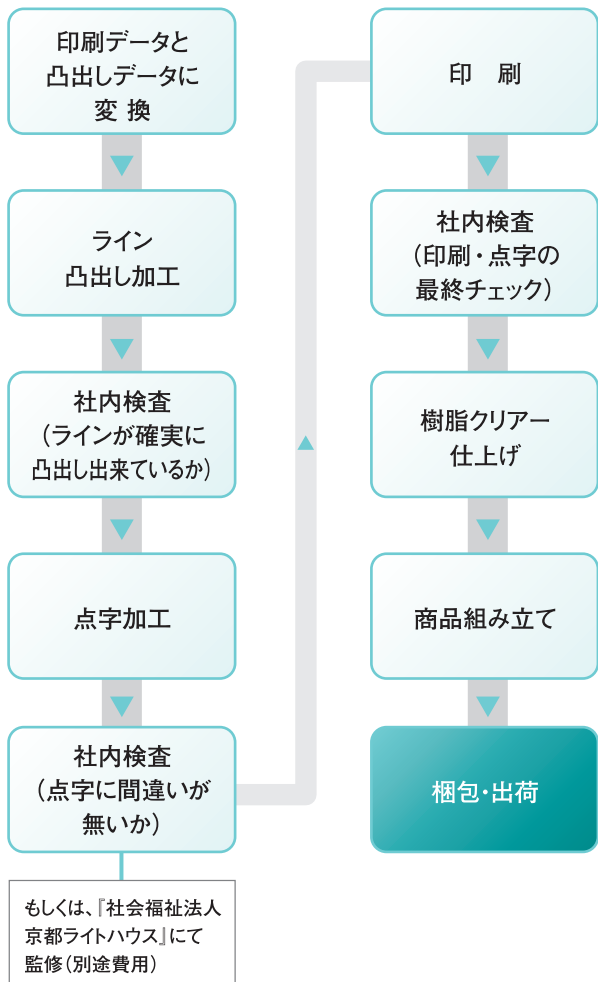 印刷データと
凸出しデータに
変 換
ライン
凸出し加工
社内検査
(ラインが確実に
凸出し出来ているか)
点字加工
社内検査
(点字に間違いが
無いか)
もしくは、『社会福祉法人
京都ライトハウス』にて
監修(別途費用)
印　刷
社内検査
(印刷・点字の
最終チェック)
樹脂クリアー
仕上げ
商品組み立て
梱包・出荷